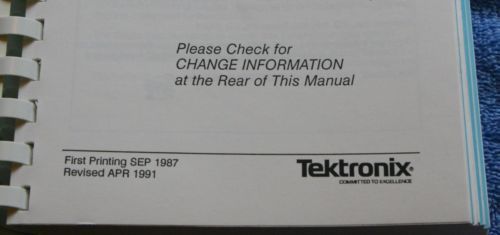 Please Check for
CHANGE INFORMATION
at the Rear of This Manual
First Printing SEP 1987
Revised APR 1991
Tektronix®
COMMITTED TO EXCELLENCE